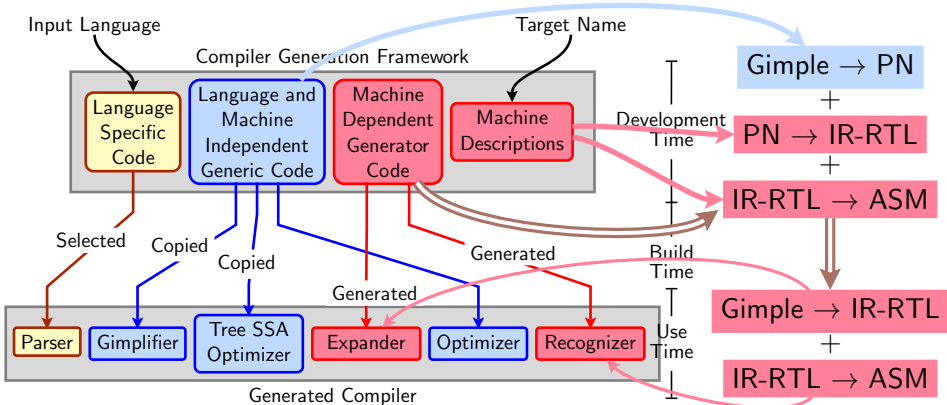 Input Language
Target Name
Compiler Generation Framework
Language
Specific
Code
Language and
Machine
Independent
Generic Code
Machine
Dependent
Generator
Code
Machine
Descriptions
Development
Time
Gimple → PN
+
PN → IR-RTL
+
IR-RTL → ASM
Selected
Copied
Copied
Generated
Generated
Build
Time
Parser
Gimplifier
Tree SSA
Optimizer
Expander
Optimizer
Recognizer
Use
Time
Generated Compiler
Gimple → IR-RTL
+
IR-RTL → ASM